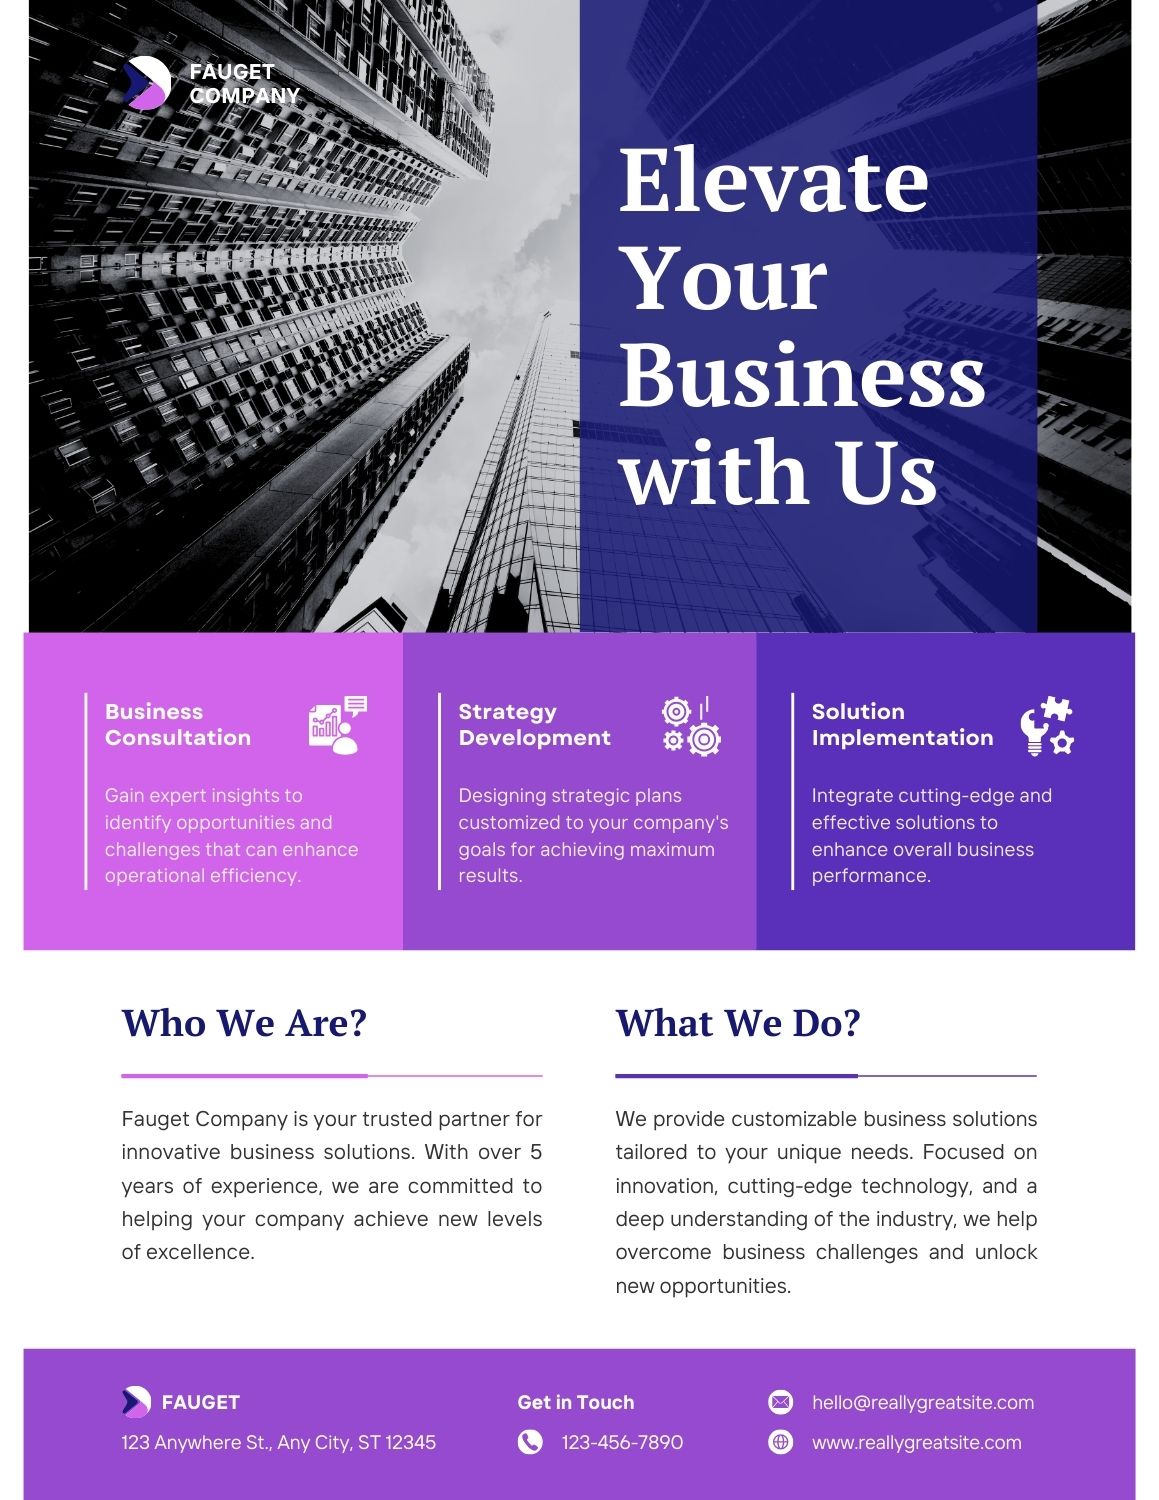 FAUGET
COMPANY
Elevate
Your
Business
with Us
Business
Consultation
Gain expert insights to
identify opportunities and
challenges that can enhance
operational efficiency.
Strategy
Development
Designing strategic plans
customized to your company's
goals for achieving maximum
results.
Solution
Implementation
Integrate cutting-edge and
effective solutions to
enhance overall business
performance.
Who We Are?
Fauget Company is your trusted partner for
innovative business solutions. With over 5
years of experience, we are committed to
helping your company achieve new levels
of excellence.
What We Do?
We provide customizable business solutions
tailored to your unique needs. Focused on
innovation, cutting-edge technology, and a
deep understanding of the industry, we help
overcome business challenges and unlock
new opportunities.
FAUGET
123 Anywhere St., Any City, ST 12345
Get in Touch
123-456-7890
hello@reallygreatsite.com
www.reallygreatsite.com